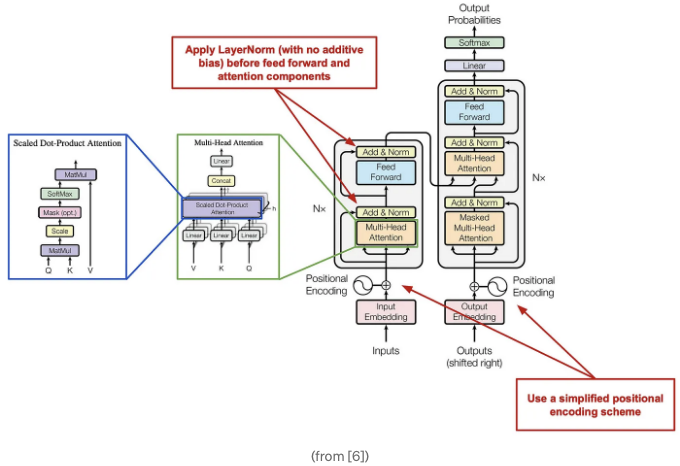 Output
Probabilities
Softmax
Linear
Add & Norm
Feed
Forward
Add & Norm
Multi-Head
Attention
Add & Norm
Masked
Multi-Head
Attention
N×
Positional
Encoding
Output
Embedding
Outputs
(shifted right)
Apply LayerNorm (with no additive
bias) before feed forward and
attention components
Add & Norm
Feed
Forward
N×
Add & Norm
Multi-Head
Attention
Positional
Encoding
Input
Embedding
Inputs
Scaled Dot-Product Attention
MatMul
SoftMax
Mask (opt.)
Scale
MatMul
Q K V
Multi-Head Attention
Linear
Concat
Scaled Dot-Product
Attention
h
Linear Linear Linear
V K Q
Use a simplified positional
encoding scheme
(from [6])